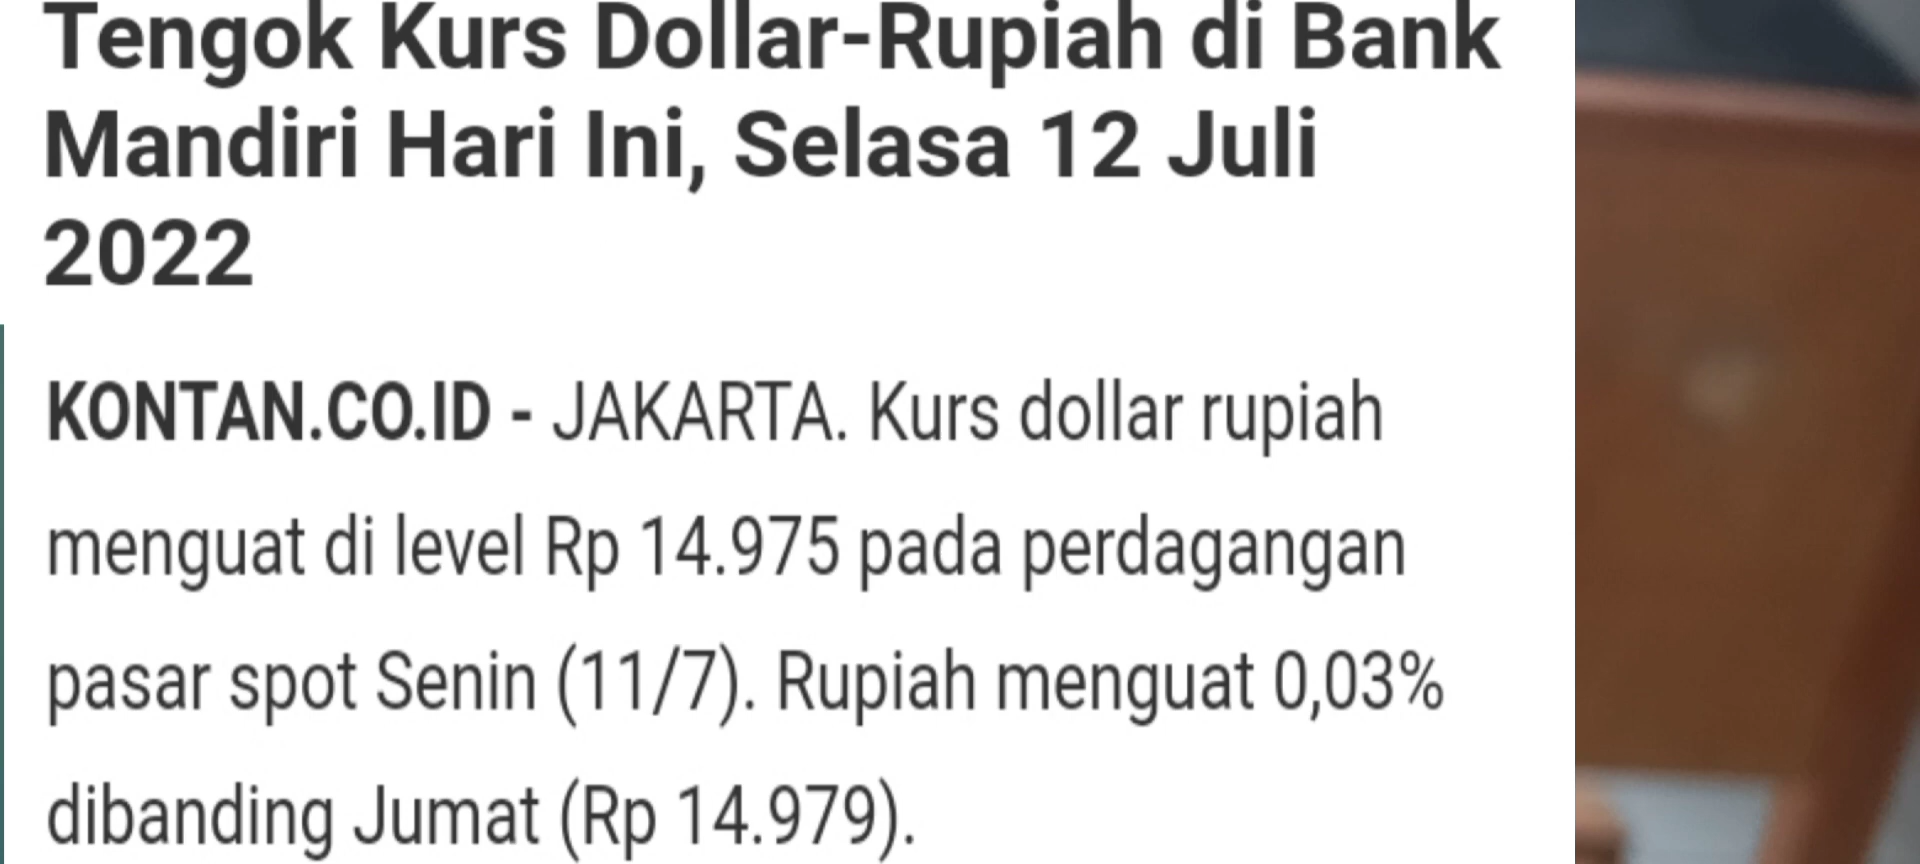 Tengok Kurs Dollar-Rupiah di Bank
Mandiri Hari Ini, Selasa 12 Juli
2022
KONTAN.CO.ID - JAKARTA. Kurs dollar rupiah
menguat di level Rp 14.975 pada perdagangan
pasar spot Senin (11/7). Rupiah menguat 0,03%
dibanding Jumat (Rp 14.979).